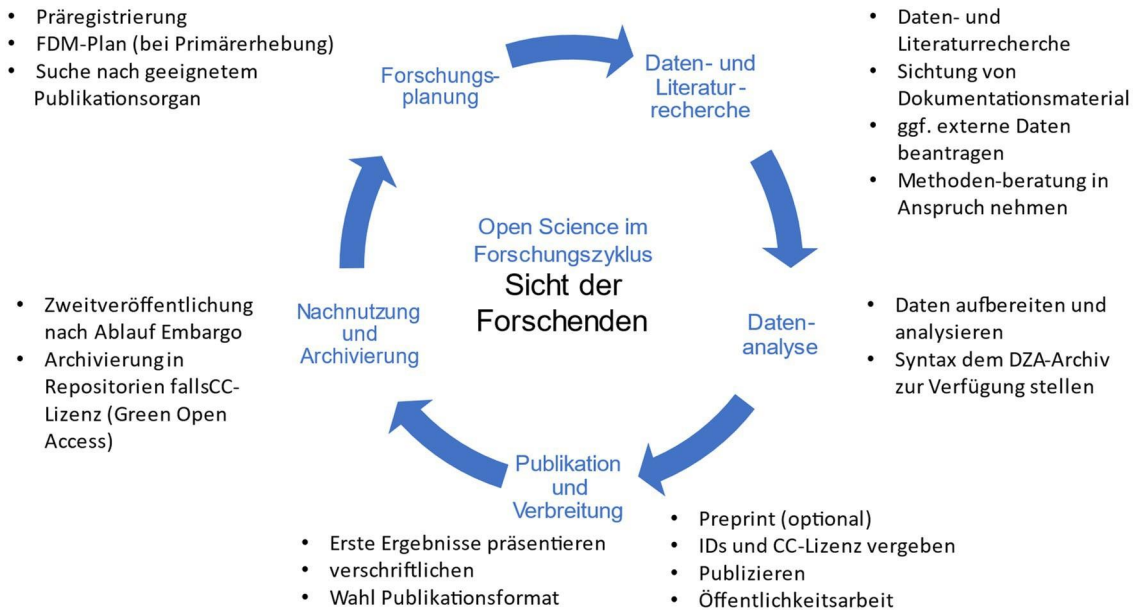 • Präregistrierung
• FDM-Plan (bei Primärerhebung)
• Suche nach geeignetem
Publikationsorgan
Forschungs-
planung
Daten- und
Literatur-
recherche
• Daten- und
Literaturrecherche
• Sichtung von
Dokumentationsmaterial
• ggf. externe Daten
beantragen
• Methoden-beratung in
Anspruch nehmen
Open Science im
Forschungszyklus
Sicht der
Forschenden
• Zweitveröffentlichung
nach Ablauf Embargo
• Archivierung in
Repositorien fallsCC-
Lizenz (Green Open
Access)
Nachnutzung
und
Archivierung
Daten-
analyse
• Daten aufbereiten und
analysieren
• Syntax dem DZA-Archiv
zur Verfügung stellen
Publikation
und
Verbreitung
• Erste Ergebnisse präsentieren
• verschriftlichen
• Wahl Publikationsformat
• Preprint (optional)
• IDs und CC-Lizenz vergeben
• Publizieren
• Öffentlichkeitsarbeit